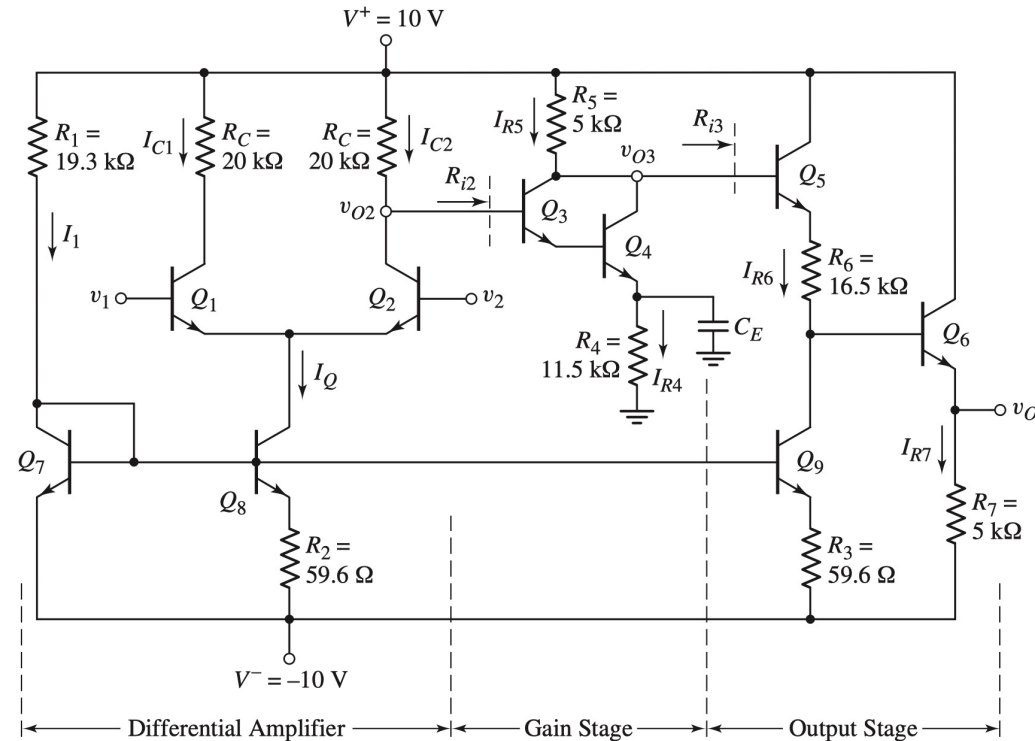 V⁺ = 10 V
R₁ =
19.3 kΩ
I_C1
R_C =
20 kΩ
R_C =
20 kΩ
I_C2
I_R5
R₅ =
5 kΩ
R_i3
v_O3
R_i2
v_O2
Q₃
Q₄
Q₅
I₁
I_R6
R₆ =
16.5 kΩ
v₁
Q₁
Q₂
v₂
C_E
Q₆
R₄ =
11.5 kΩ
I_R4
I_Q
v_O
Q₇
Q₈
Q₉
I_R7
R₇ =
5 kΩ
R₂ =
59.6 Ω
R₃ =
59.6 Ω
V⁻ = –10 V
Differential Amplifier
Gain Stage
Output Stage